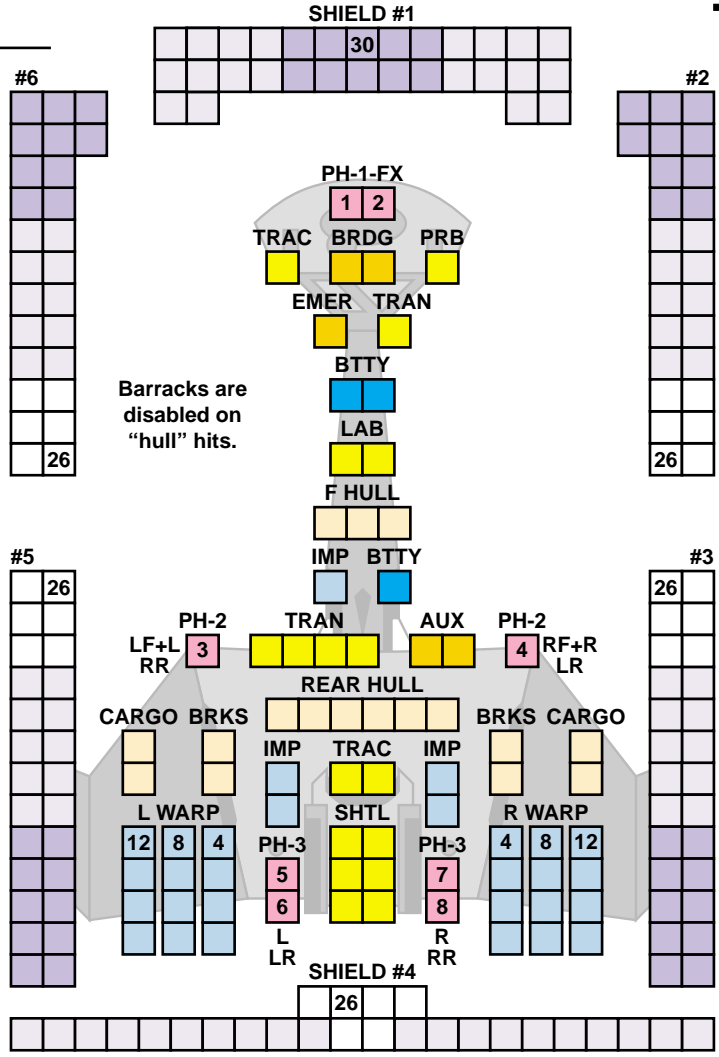 SHIELD #1
30
#6
#2
PH-1-FX
1 2
TRAC BRDG PRB
EMER TRAN
BTTY
Barracks are
disabled on
“hull” hits.
LAB
26
26
F HULL
IMP BTTY
#5
#3
26
26
PH-2 TRAN AUX PH-2
LF+L 3 4 RF+R
RR LR
REAR HULL
CARGO BRKS BRKS CARGO
IMP TRAC IMP
L WARP SHTL R WARP
12 8 4 PH-3 PH-3 4 8 12
5 7
6 8
L R
LR RR
SHIELD #4
26